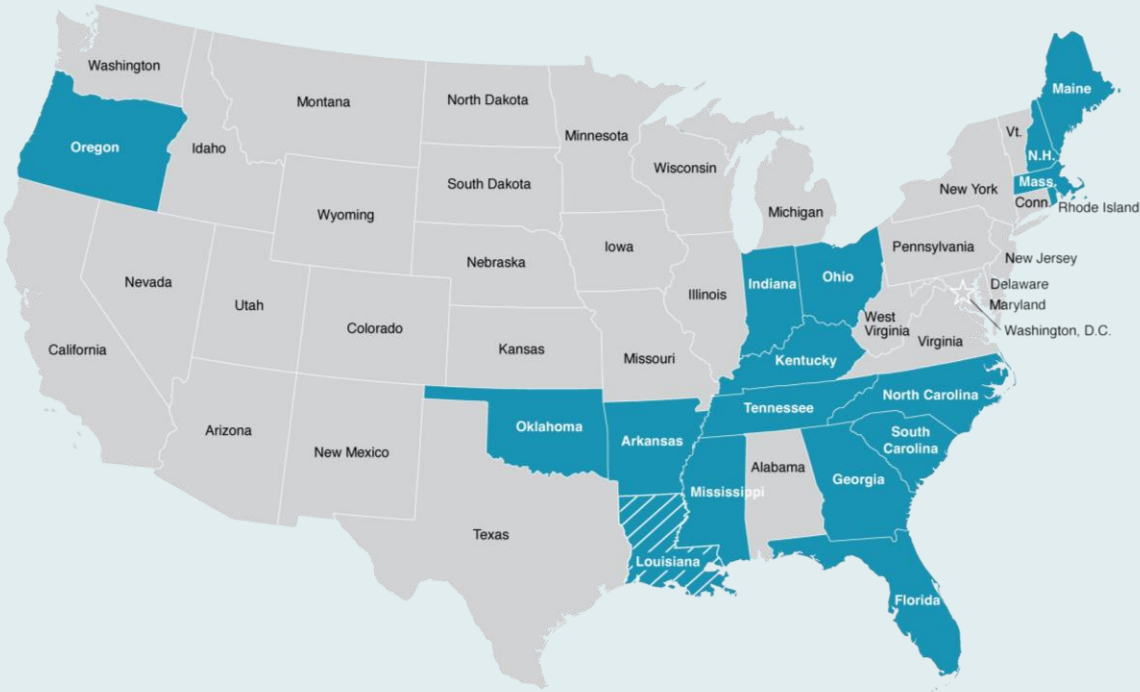 Washington
Montana
North Dakota
Minnesota
Maine
Oregon
Idaho
Wisconsin
Vt.
N.H.
South Dakota
Mass.
New York
Conn.
Rhode Island
Wyoming
Michigan
Iowa
Pennsylvania
Nebraska
New Jersey
Nevada
Indiana
Ohio
Delaware
Utah
Illinois
Maryland
West
Virginia
Colorado
Washington, D.C.
Virginia
California
Kansas
Missouri
Kentucky
North Carolina
Tennessee
Arizona
Oklahoma
Arkansas
South
Carolina
New Mexico
Alabama
Georgia
Mississippi
Texas
Louisiana
Florida